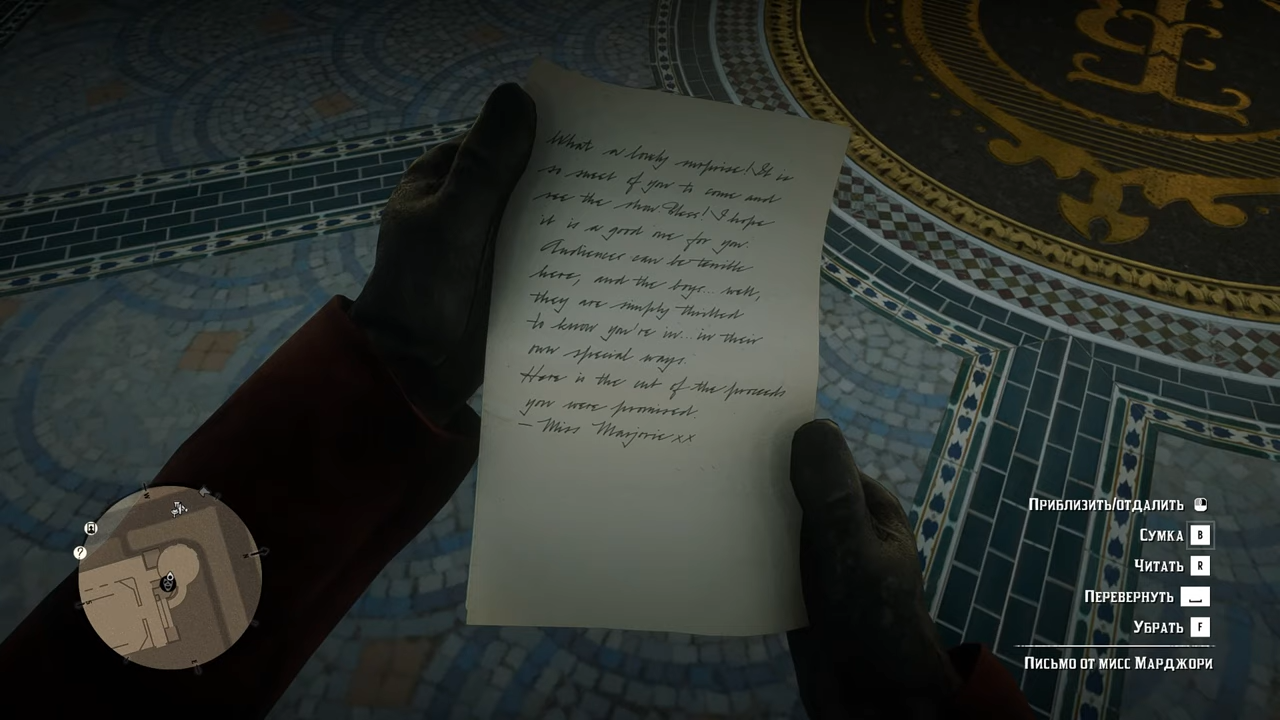 What a lovely surprise! It is
so sweet of you to come and
see the show. Bless! I hope
it is a good one for you.
Audiences can be terrible
here, and the boys... well,
they are simply thrilled
to know you're in... in their
own special ways.
Here is the cut of the proceeds
you were promised.
— Miss Marjorie xx
Приблизить/отдалить
Сумка B
Читать R
Перевернуть
Убрать F
Письмо от мисс Марджори
?